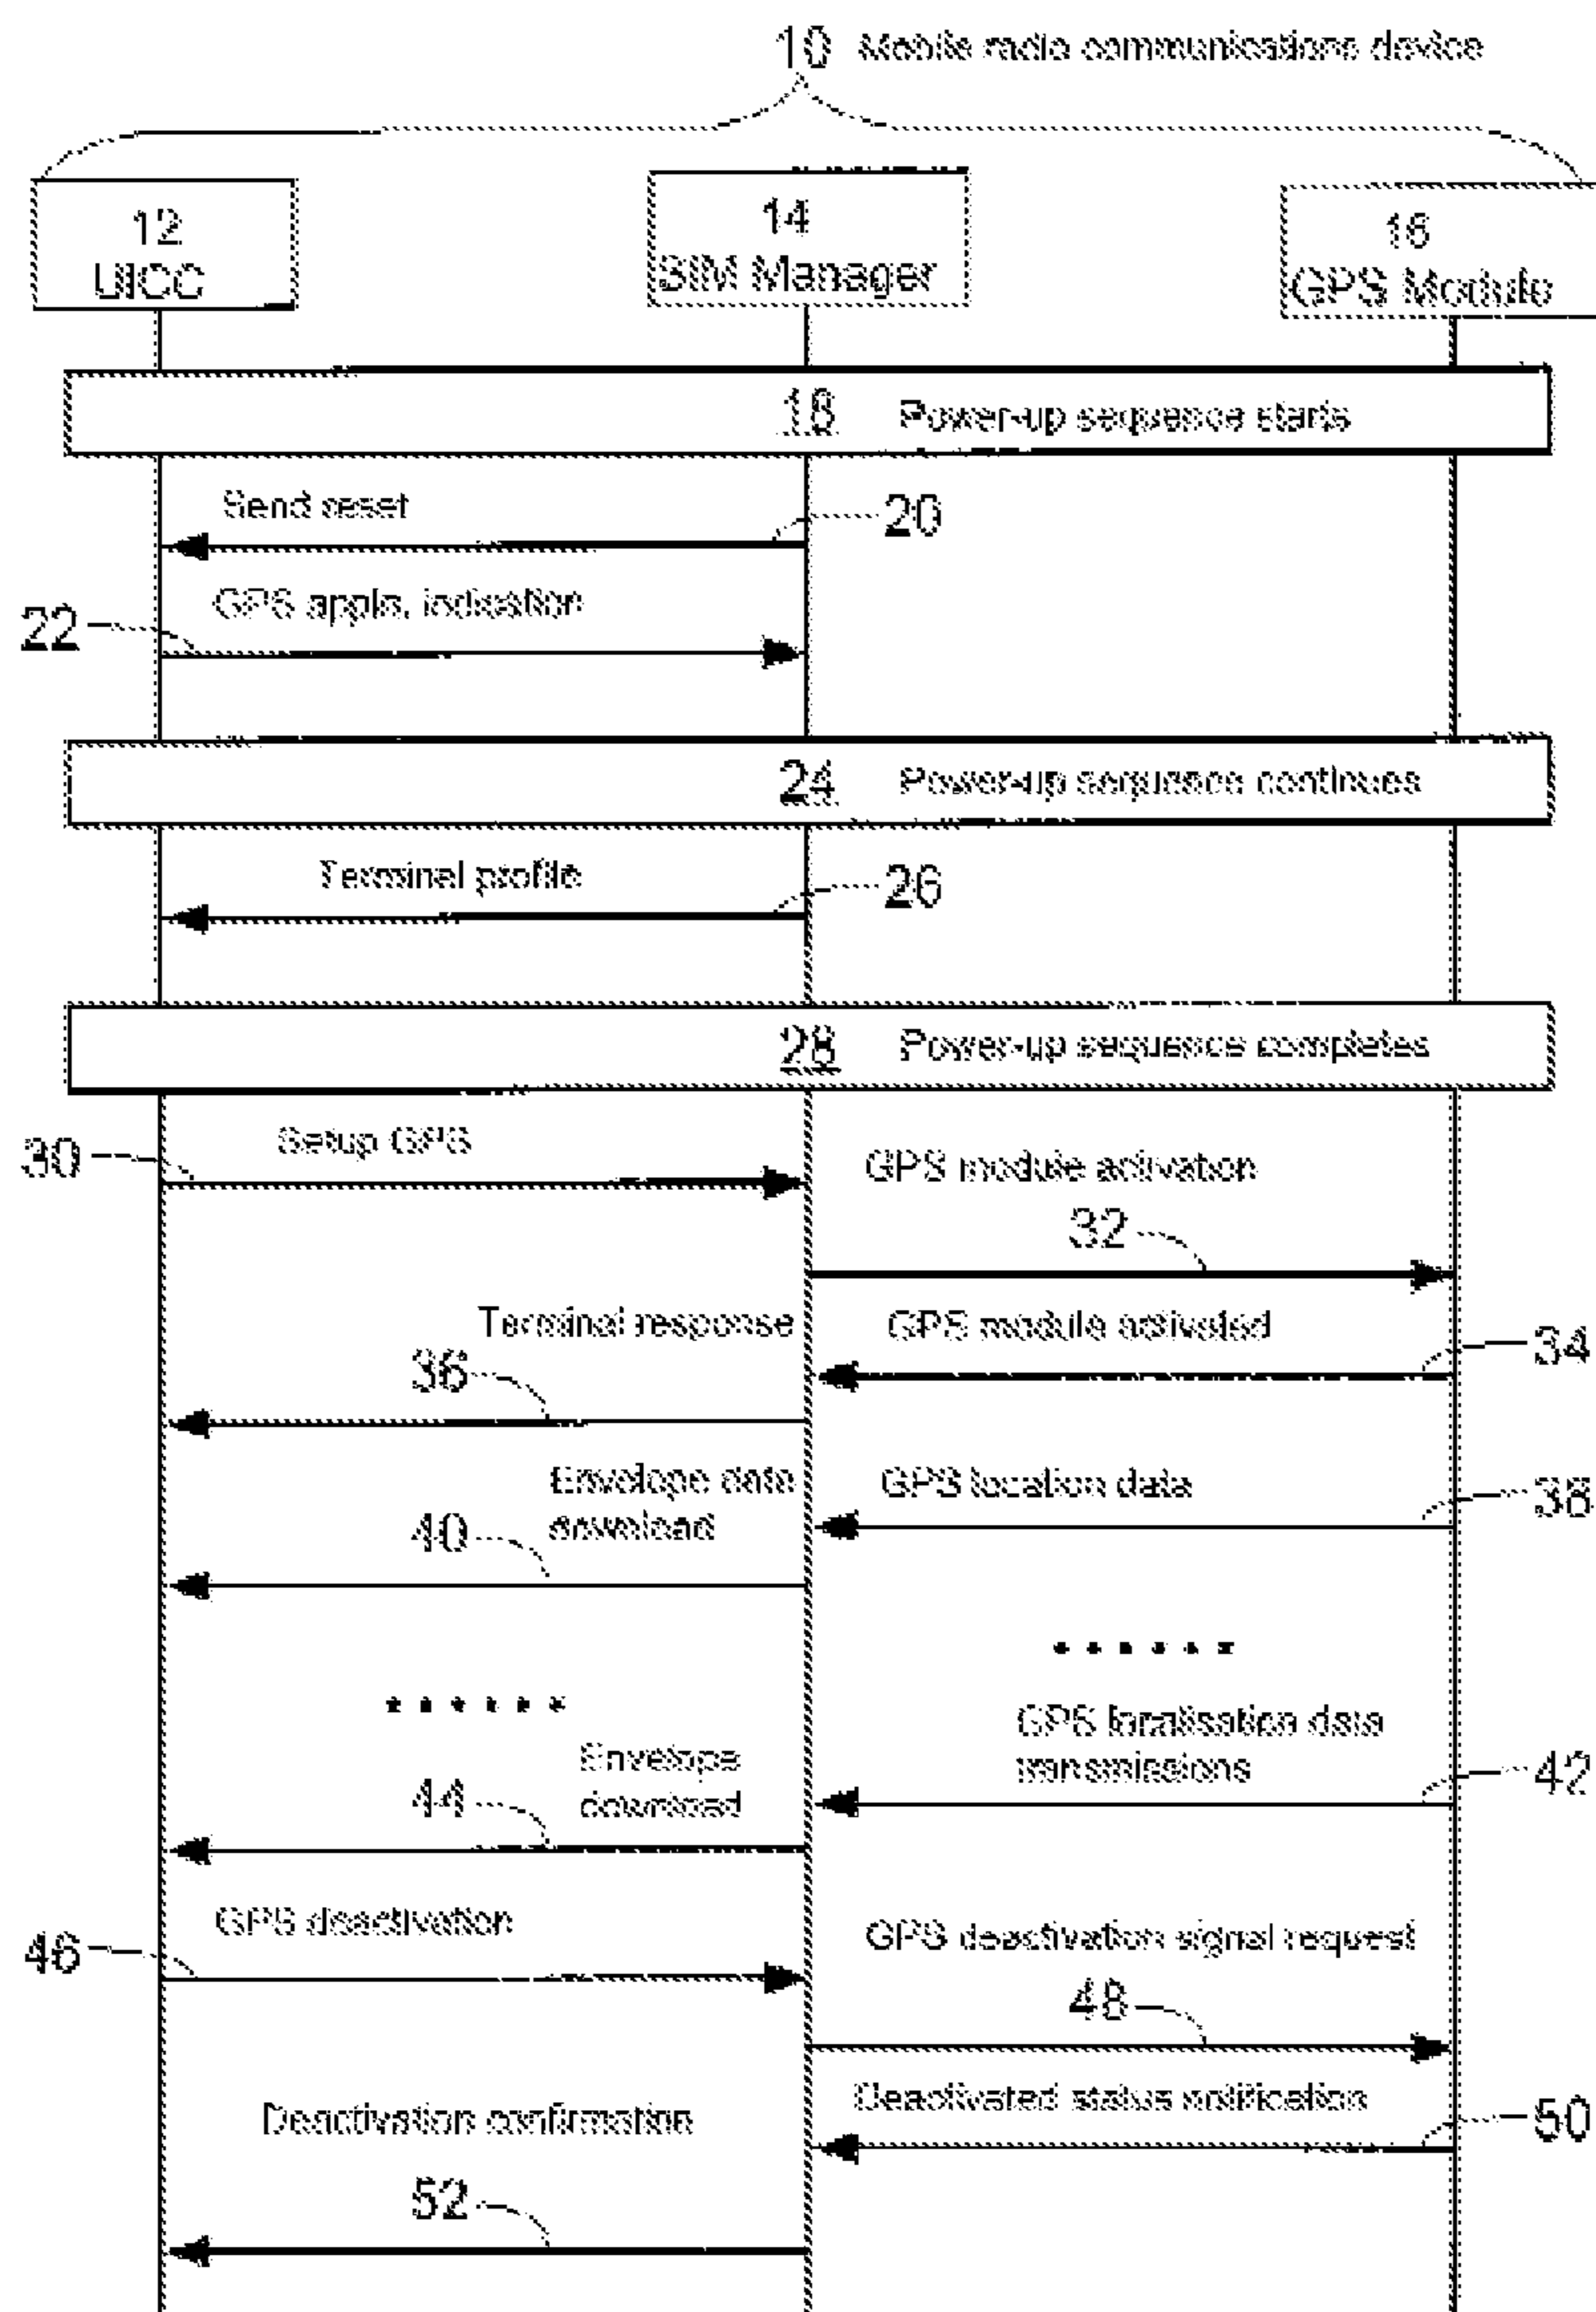 10 Mobile radio communications device
12
UICC
14
SIM Manager
16
GPS Module
18 Power-up sequence starts
Send reset
20
GPS appln. indication
22
24 Power-up sequence continues
Terminal profile
26
28 Power-up sequence completes
Setup GPS
30
GPS module activation
32
Terminal response
GPS module activated
34
36
Envelope data
download
GPS location data
38
40
GPS localisation data
transmissions
Envelope
download
42
44
GPS deactivation
46
GPS deactivation signal request
48
Deactivated status notification
50
Deactivation confirmation
52